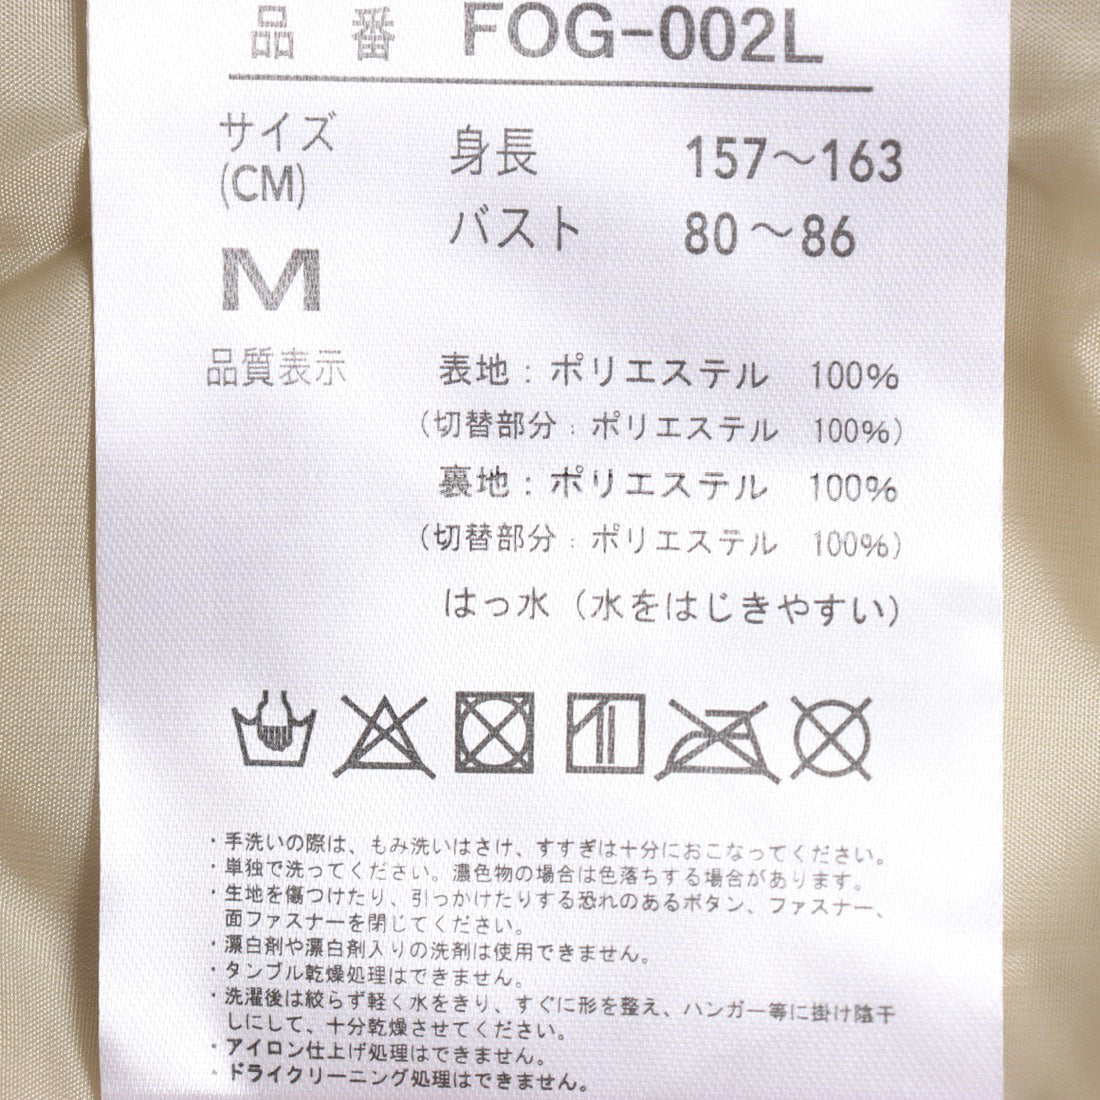 品 番 FOG-002L
サイズ 身長 157〜163
(CM)
バスト 80〜86
M
品質表示 表地：ポリエステル 100%
（切替部分：ポリエステル 100%）
裏地：ポリエステル 100%
（切替部分：ポリエステル 100%）
はっ水（水をはじきやすい）
・手洗いの際は、もみ洗いはさけ、すすぎは十分におこなってください。
・単独で洗ってください。濃色物の場合は色落ちする場合があります。
・生地を傷つけたり、引っかけたりする恐れのあるボタン、ファスナー、
面ファスナーを閉じてください。
・漂白剤や漂白剤入りの洗剤は使用できません。
・タンブル乾燥処理はできません。
・洗濯後は絞らず軽く水をきり、すぐに形を整え、ハンガー等に掛け陰干
しにして、十分乾燥させてください。
・アイロン仕上げ処理はできません。
・ドライクリーニング処理はできません。